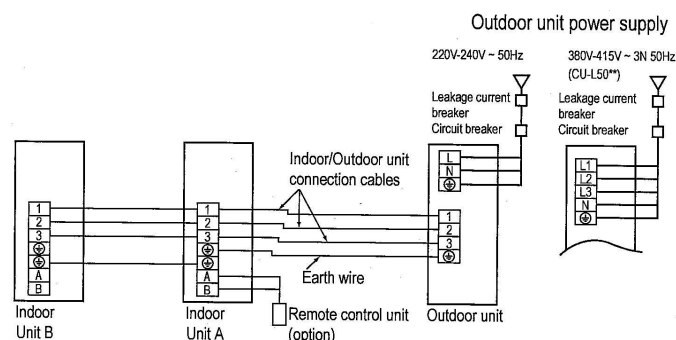 Outdoor unit power supply
220V-240V ~ 50Hz
380V-415V ~ 3N 50Hz
(CU-L50**)
Leakage current
breaker
Circuit breaker
Leakage current
breaker
Circuit breaker
L
N
L1
L2
L3
N
Indoor/Outdoor unit
connection cables
1
2
3
A
B
1
2
3
A
B
1
2
3
Earth wire
Indoor
Unit B
Indoor
Unit A
Remote control unit
(option)
Outdoor unit